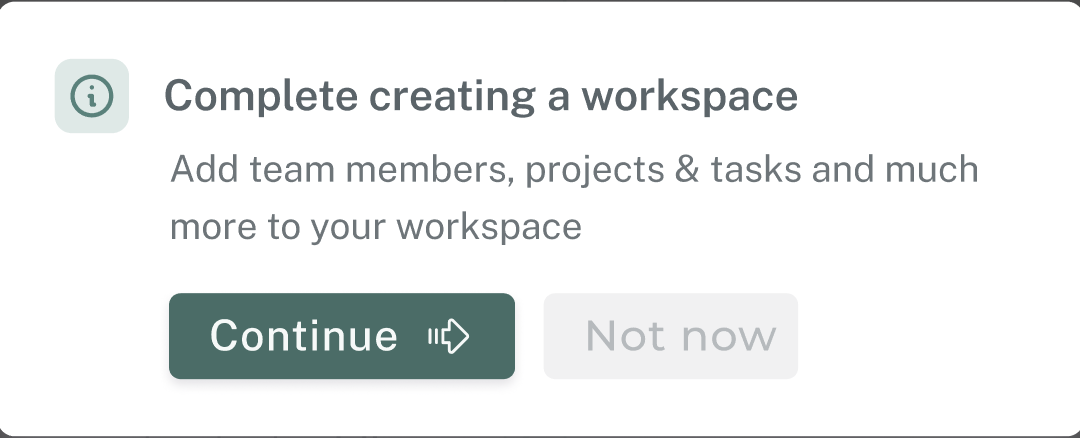 Complete creating a workspace
Add team members, projects & tasks and much
more to your workspace
Continue
Not now